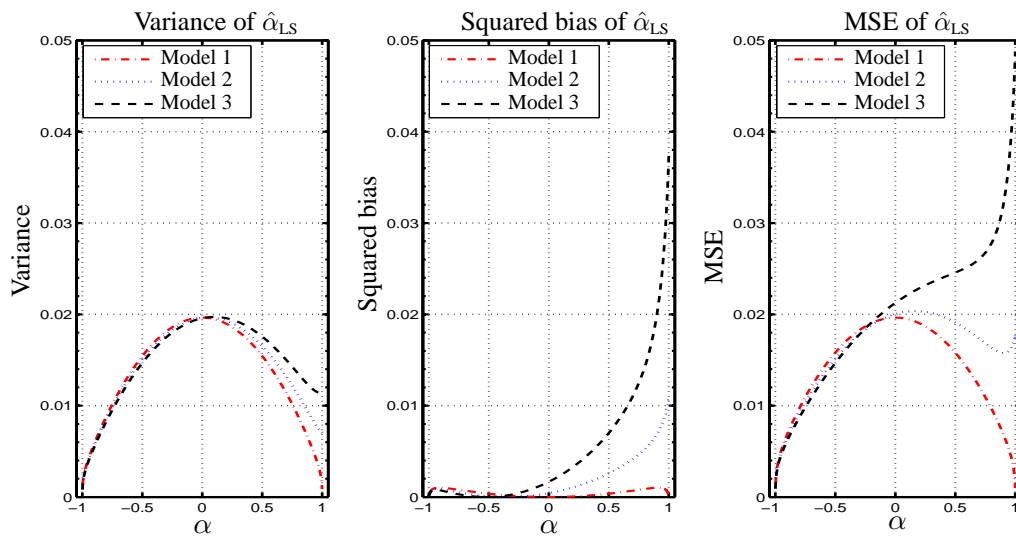 Variance of α̂LS
Model 1
Model 2
Model 3
0.05
0.04
0.03
0.02
0.01
0
−1
−0.5
0
0.5
1
α
Variance
Squared bias of α̂LS
Model 1
Model 2
Model 3
0.05
0.04
0.03
0.02
0.01
0
−1
−0.5
0
0.5
1
α
Squared bias
MSE of α̂LS
Model 1
Model 2
Model 3
0.05
0.04
0.03
0.02
0.01
0
−1
−0.5
0
0.5
1
α
MSE